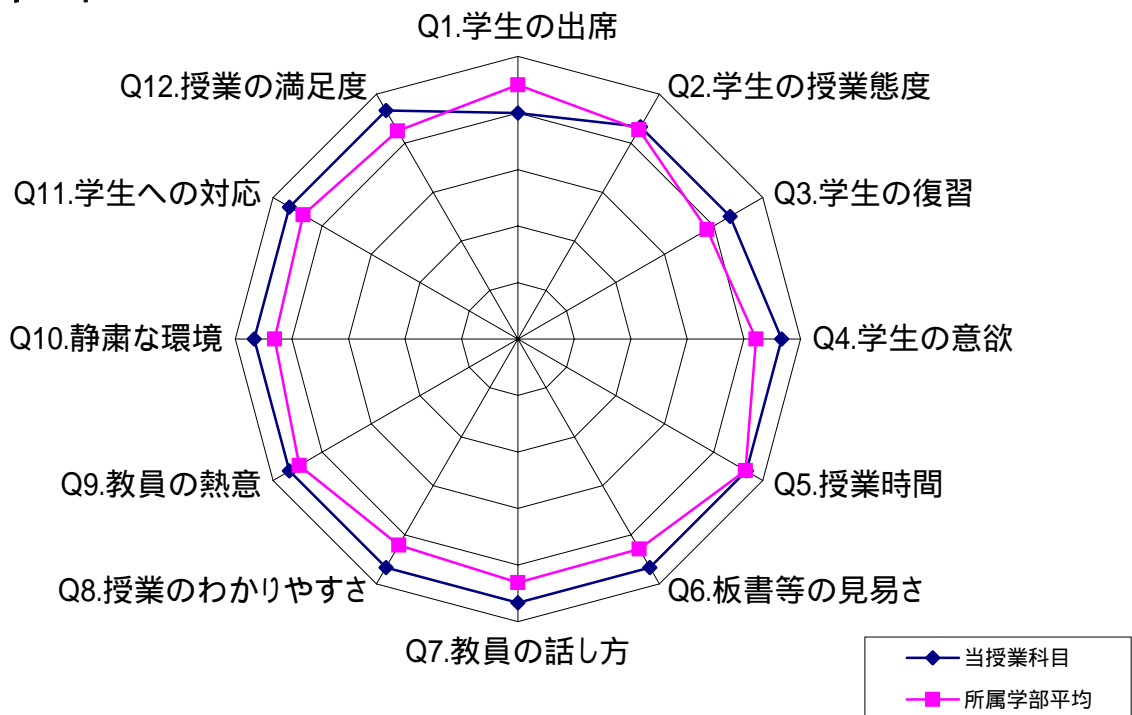 Q1.学生の出席
Q2.学生の授業態度
Q3.学生の復習
Q4.学生の意欲
Q5.授業時間
Q6.板書等の見易さ
Q7.教員の話し方
Q8.授業のわかりやすさ
Q9.教員の熱意
Q10.静粛な環境
Q11.学生への対応
Q12.授業の満足度
当授業科目
所属学部平均